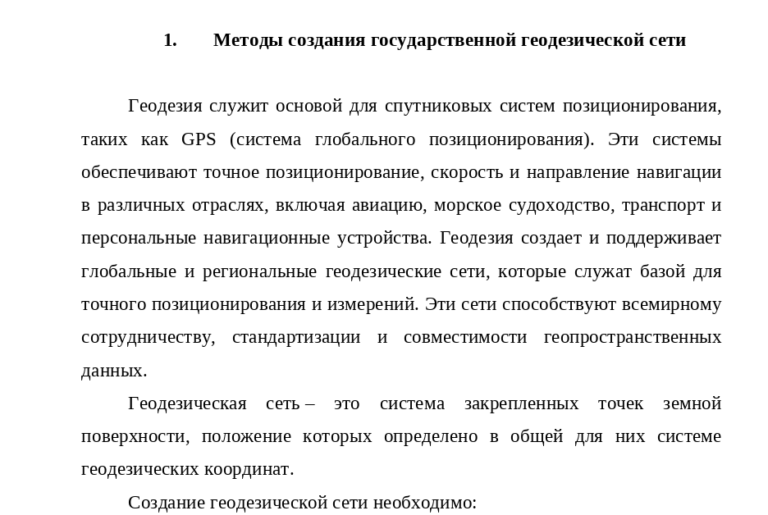 1. Методы создания государственной геодезической сети
Геодезия служит основой для спутниковых систем позиционирования,
таких как GPS (система глобального позиционирования). Эти системы
обеспечивают точное позиционирование, скорость и направление навигации
в различных отраслях, включая авиацию, морское судоходство, транспорт и
персональные навигационные устройства. Геодезия создает и поддерживает
глобальные и региональные геодезические сети, которые служат базой для
точного позиционирования и измерений. Эти сети способствуют всемирному
сотрудничеству, стандартизации и совместимости геопространственных
данных.
Геодезическая сеть – это система закрепленных точек земной
поверхности, положение которых определено в общей для них системе
геодезических координат.
Создание геодезической сети необходимо: